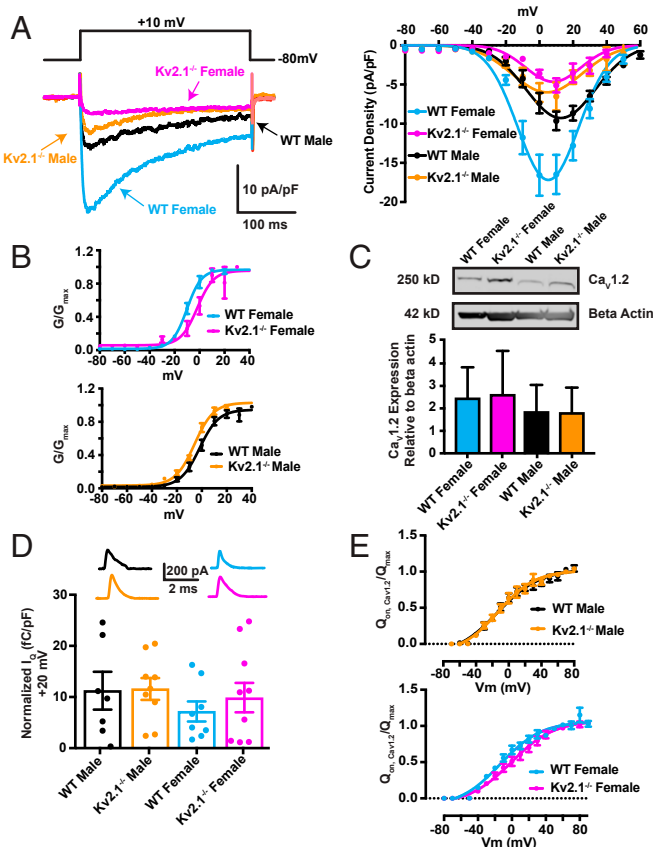 A
+10 mV
-80mV
Kv2.1-/- Female
Kv2.1-/- Male
WT Male
WT Female
10 pA/pF
100 ms
mV
-80 -60 -40 -20 0 20 40 60
0
-5
-10
-15
-20
Current Density (pA/pF)
WT Female
Kv2.1-/- Female
WT Male
Kv2.1-/- Male
B
1.2
0.8
0.4
0.0
G/Gmax
WT Female
Kv2.1-/- Female
-80 -60 -40 -20 0 20 40
mV
1.2
0.8
0.4
0.0
G/Gmax
WT Male
Kv2.1-/- Male
-80 -60 -40 -20 0 20 40
mV
C
WT Female
Kv2.1-/- Female
WT Male
Kv2.1-/- Male
250 kD
CaV1.2
42 kD
Beta Actin
5
4
3
2
1
0
CaV1.2 Expression
Relative to beta actin
WT Female
Kv2.1-/- Female
WT Male
Kv2.1-/- Male
D
200 pA
2 ms
30
20
10
0
Normalized IQ (fC/pF)
+20 mV
WT Male
Kv2.1-/- Male
WT Female
Kv2.1-/- Female
E
1.5
1.0
0.5
0.0
Qon, Cav1.2/Qmax
WT Male
Kv2.1-/- Male
-80 -60 -40 -20 0 20 40 60 80
Vm (mV)
1.5
1.0
0.5
0.0
Qon, Cav1.2/Qmax
WT Female
Kv2.1-/- Female
-80 -40 0 40 80
Vm (mV)